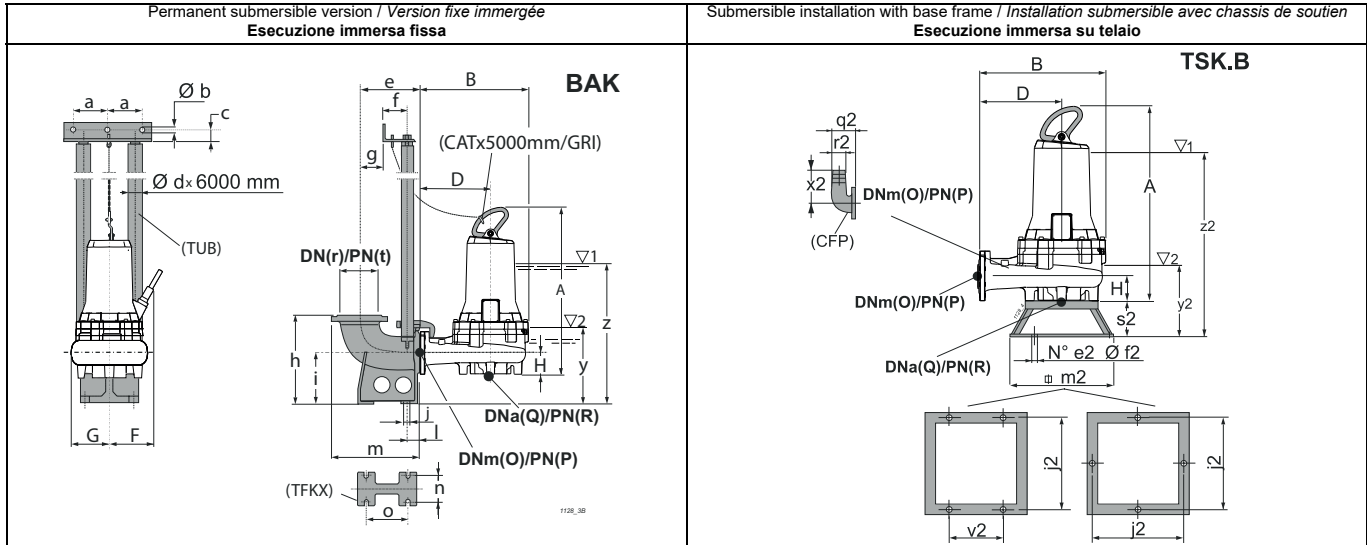 Permanent submersible version / Version fixe immergée
Esecuzione immersa fissa
Submersible installation with base frame / Installation submersible avec chassis de soutien
Esecuzione immersa su telaio
BAK
a a
Ø b
c
Ø d x 6000 mm
(TUB)
G F
e B
f
g
(CATx5000mm/GRI)
D
DN(r)/PN(t)
▽1
A
z
▽2
h
i
H
y
j
l
m
DNa(Q)/PN(R)
DNm(O)/PN(P)
(TFKX)
n
o
1128_3B
TSK.B
B
D
q2
r2
x2
(CFP)
DNm(O)/PN(P)
▽1
A
z2
▽2
DNm(O)/PN(P)
H
y2
s2
N° e2 Ø f2
DNa(Q)/PN(R)
m2
j2
j2
v2
j2